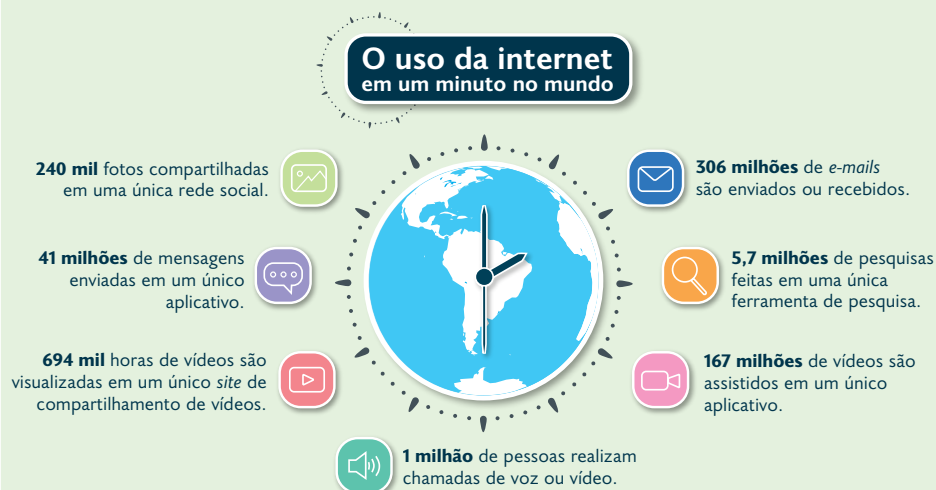 O uso da internet
em um minuto no mundo
240 mil fotos compartilhadas
em uma única rede social.
41 milhões de mensagens
enviadas em um único
aplicativo.
694 mil horas de vídeos são
visualizadas em um único site de
compartilhamento de vídeos.
306 milhões de e-mails
são enviados ou recebidos.
5,7 milhões de pesquisas
feitas em uma única
ferramenta de pesquisa.
167 milhões de vídeos são
assistidos em um único
aplicativo.
1 milhão de pessoas realizam
chamadas de voz ou vídeo.